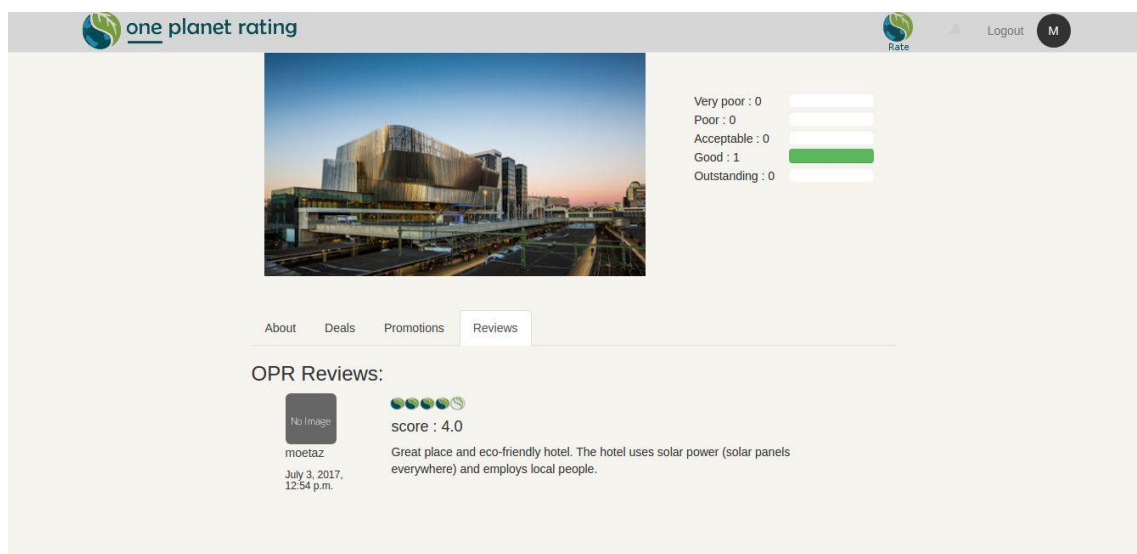 one planet rating
Rate
Logout
M
Very poor : 0
Poor : 0
Acceptable : 0
Good : 1
Outstanding : 0
About
Deals
Promotions
Reviews
OPR Reviews:
No Image
moetaz
July 3, 2017,
12:54 p.m.
score : 4.0
Great place and eco-friendly hotel. The hotel uses solar power (solar panels
everywhere) and employs local people.